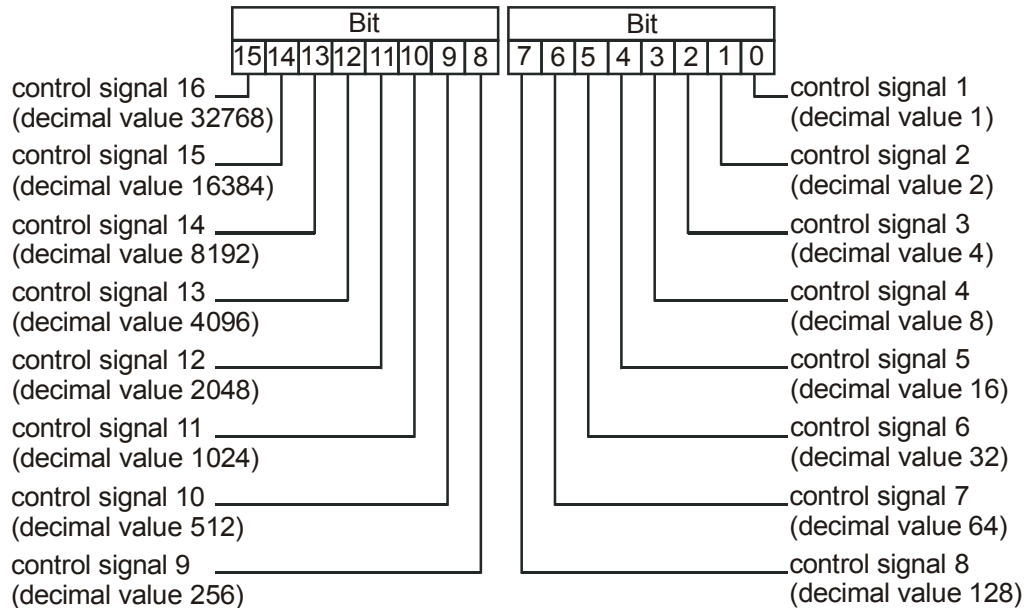 Bit
Bit
15 14 13 12 11 10 9 8
7 6 5 4 3 2 1 0
control signal 16
(decimal value 32768)
control signal 15
(decimal value 16384)
control signal 14
(decimal value 8192)
control signal 13
(decimal value 4096)
control signal 12
(decimal value 2048)
control signal 11
(decimal value 1024)
control signal 10
(decimal value 512)
control signal 9
(decimal value 256)
control signal 1
(decimal value 1)
control signal 2
(decimal value 2)
control signal 3
(decimal value 4)
control signal 4
(decimal value 8)
control signal 5
(decimal value 16)
control signal 6
(decimal value 32)
control signal 7
(decimal value 64)
control signal 8
(decimal value 128)